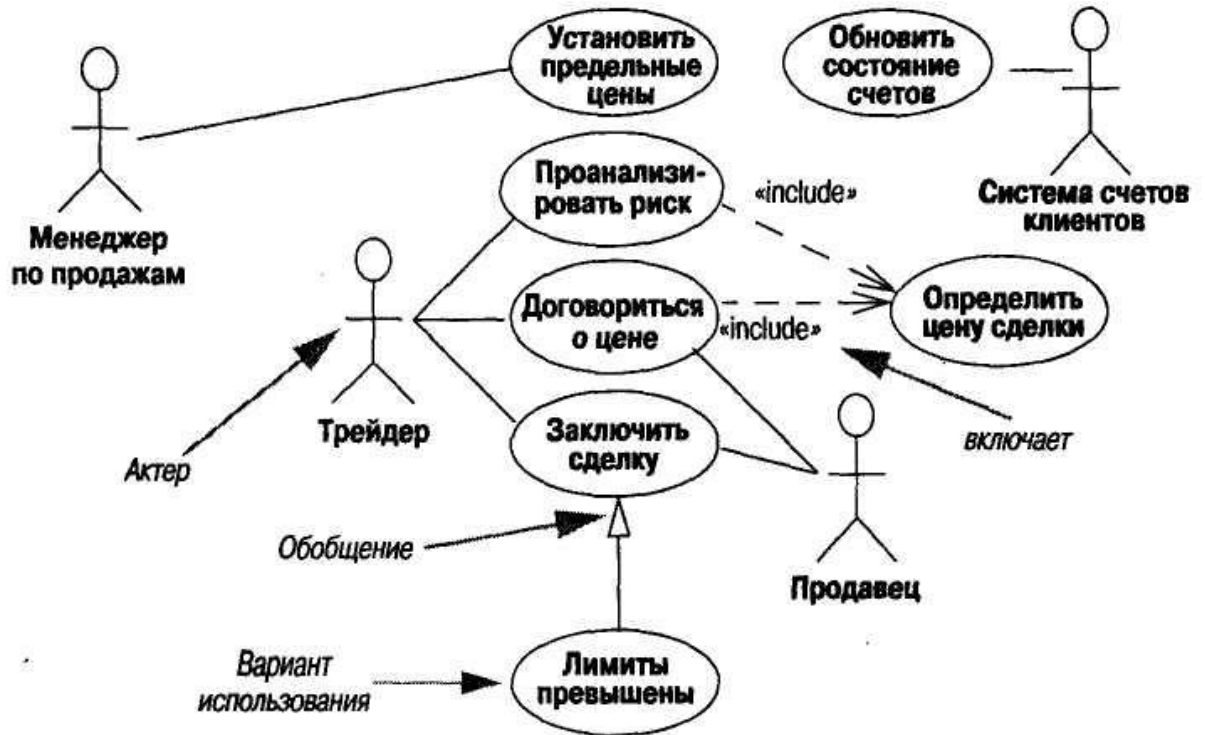 Установить
предельные
цены
Обновить
состояние
счетов
Проанализи-
ровать риск
«include»
Система счетов
клиентов
Менеджер
по продажам
Договориться
о цене
«include»
Определить
цену сделки
Трейдер
Заключить
сделку
включает
Актер
Обобщение
Продавец
Вариант
использования
Лимиты
превышены